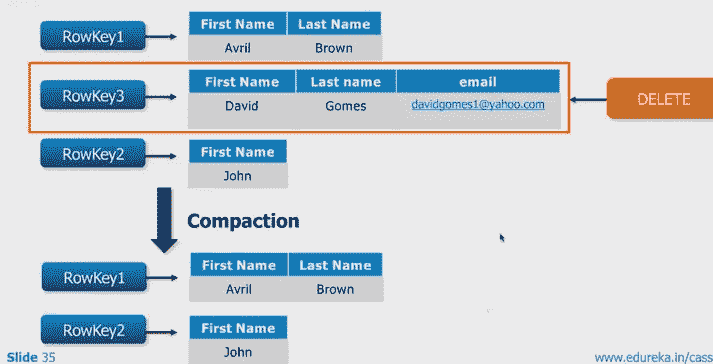 First Name Last Name
RowKey1
Avril Brown
First Name Last name email
RowKey3
David Gomes davidgomes1@yahoo.com
DELETE
First Name
RowKey2
John
Compaction
First Name Last Name
RowKey1
Avril Brown
First Name
RowKey2
John
Slide 35
www.edureka.in/cass